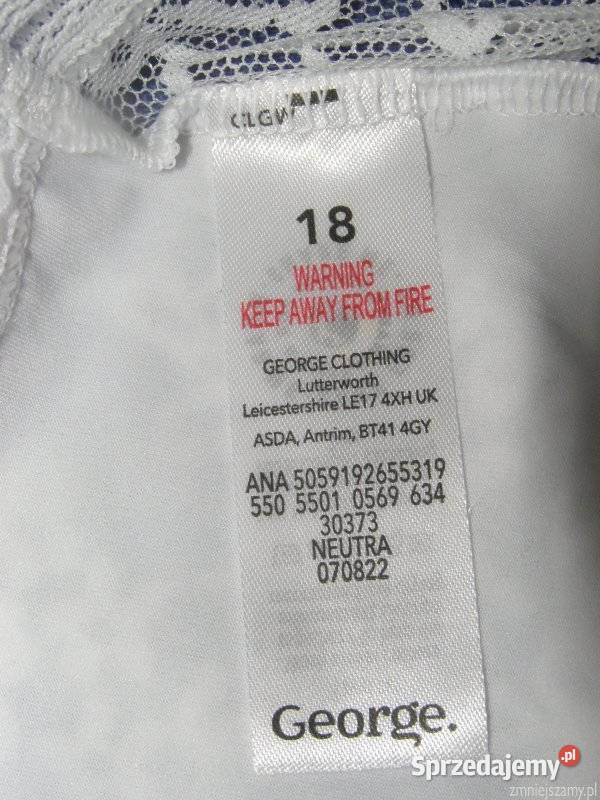 18
WARNING
KEEP AWAY FROM FIRE
GEORGE CLOTHING
Lutterworth
Leicestershire LE17 4XH UK
ASDA, Antrim, BT41 4GY
ANA 5059192655319
550 5501 0569 634
30373
NEUTRA
070822
George.
Sprzedajemy.pl
zmniejszamy.pl